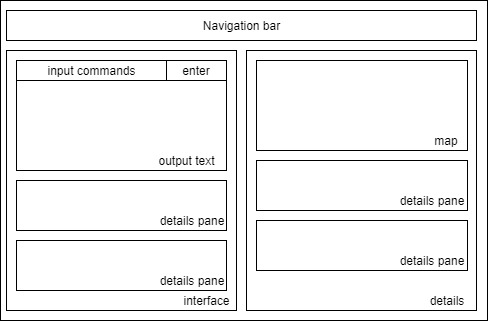 Navigation bar
input commands
enter
output text
details pane
details pane
interface
map
details pane
details pane
details